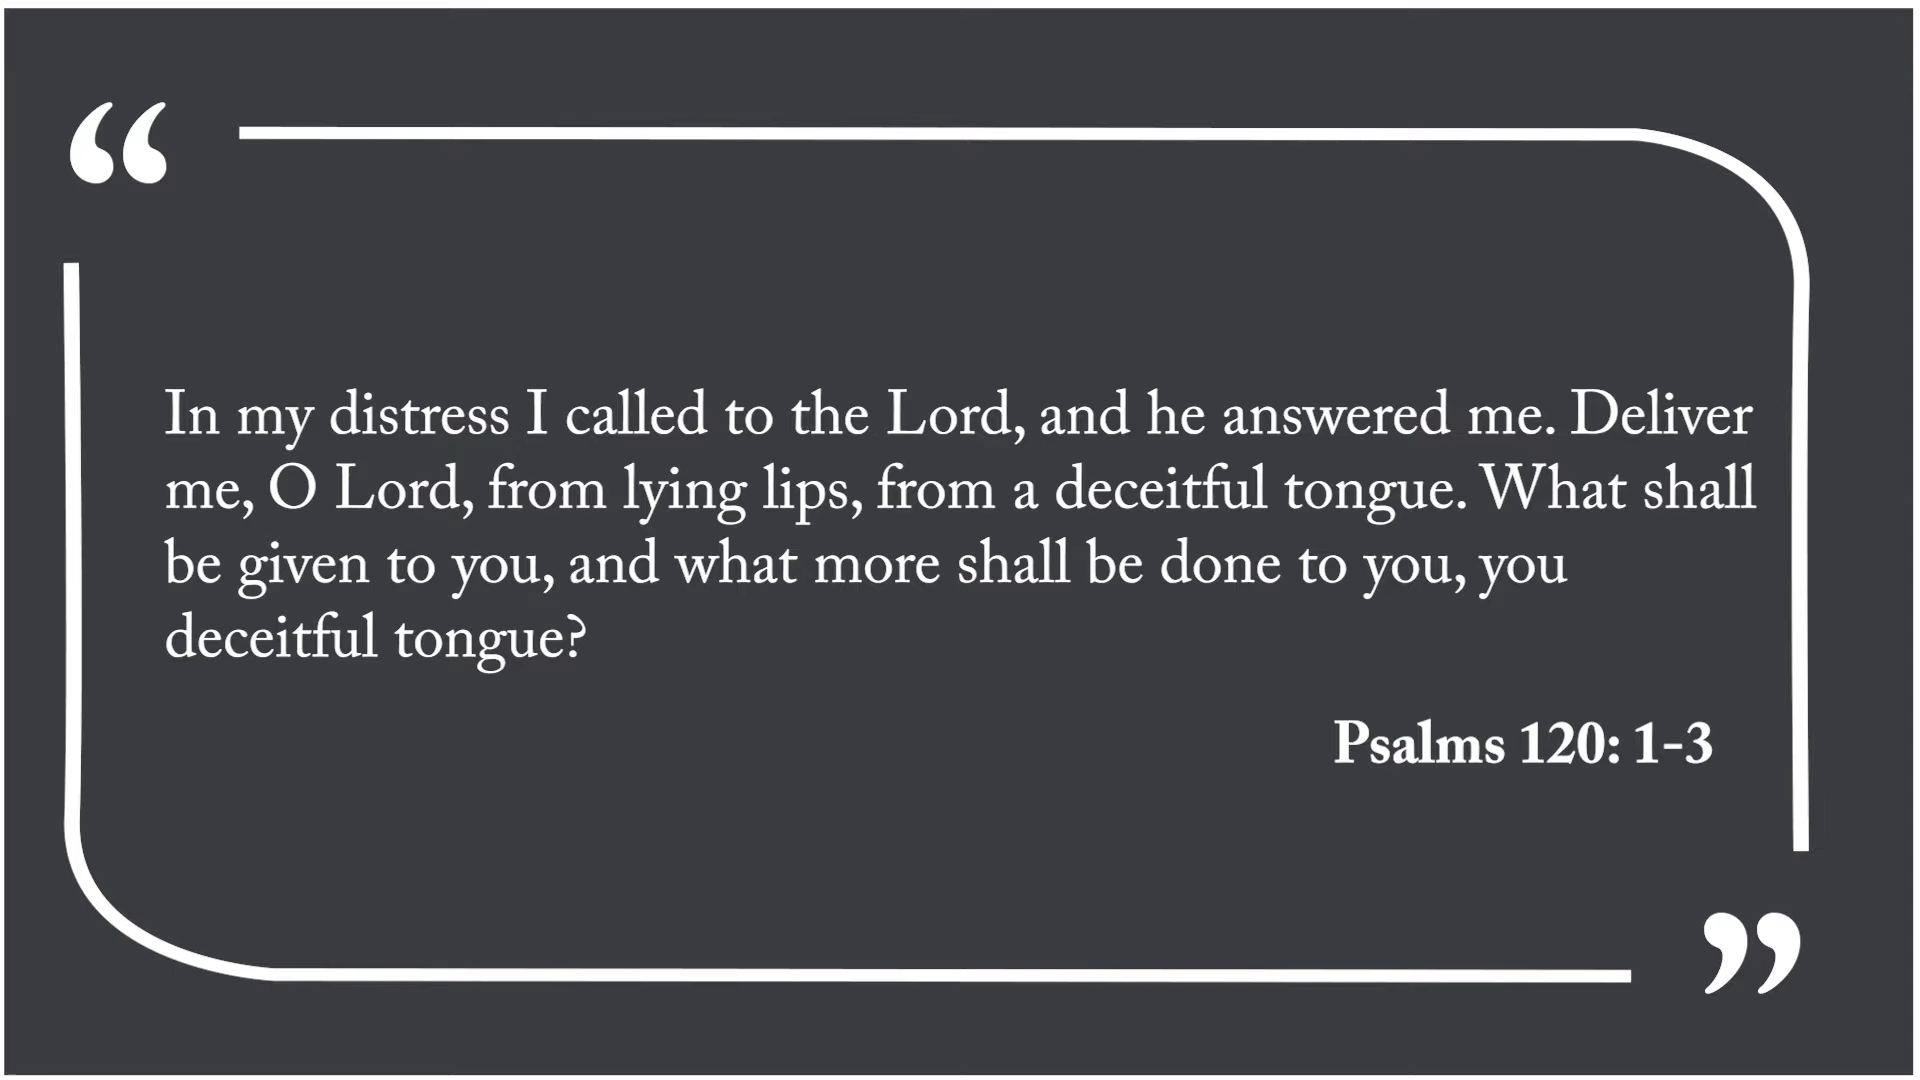 “
In my distress I called to the Lord, and he answered me. Deliver
me, O Lord, from lying lips, from a deceitful tongue. What shall
be given to you, and what more shall be done to you, you
deceitful tongue?
Psalms 120: 1-3
”